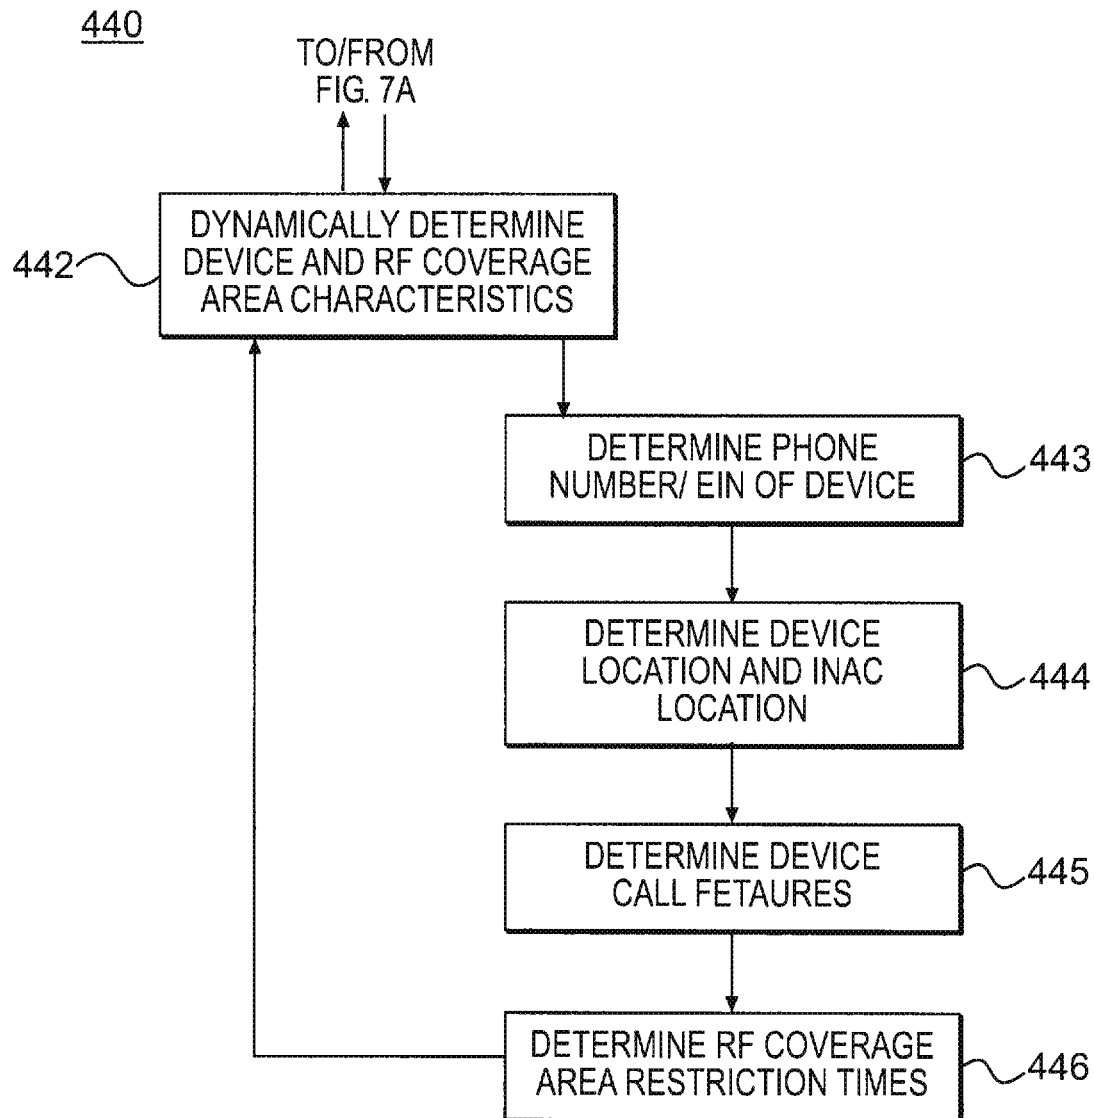 440
TO/FROM
FIG. 7A
DYNAMICALLY DETERMINE
DEVICE AND RF COVERAGE
AREA CHARACTERISTICS
442
DETERMINE PHONE
NUMBER/ EIN OF DEVICE
443
DETERMINE DEVICE
LOCATION AND INAC
LOCATION
444
DETERMINE DEVICE
CALL FETAURES
445
DETERMINE RF COVERAGE
AREA RESTRICTION TIMES
446